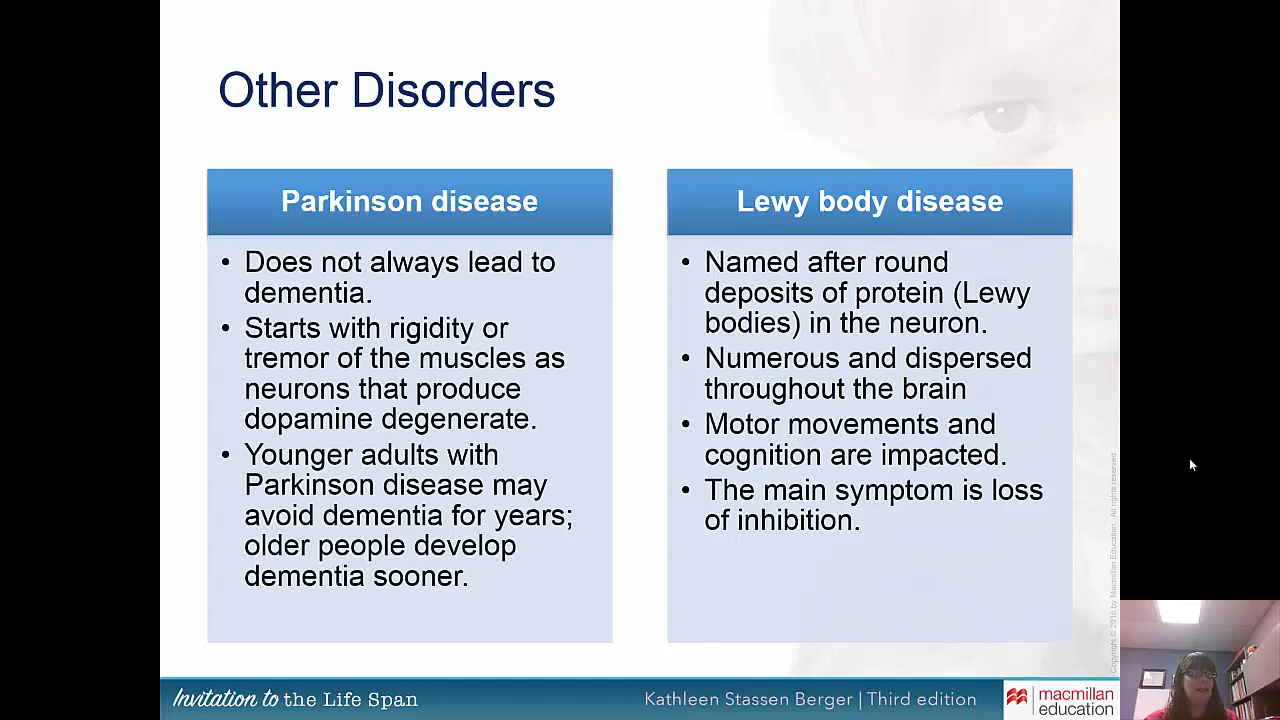 Other Disorders
Parkinson disease
• Does not always lead to
dementia.
• Starts with rigidity or
tremor of the muscles as
neurons that produce
dopamine degenerate.
• Younger adults with
Parkinson disease may
avoid dementia for years;
older people develop
dementia sooner.
Lewy body disease
• Named after round
deposits of protein (Lewy
bodies) in the neuron.
• Numerous and dispersed
throughout the brain
• Motor movements and
cognition are impacted.
• The main symptom is loss
of inhibition.
Copyright © 2016 by Macmillan Education. All rights reserved
Invitation to the Life Span
Kathleen Stassen Berger | Third edition
macmillan
education